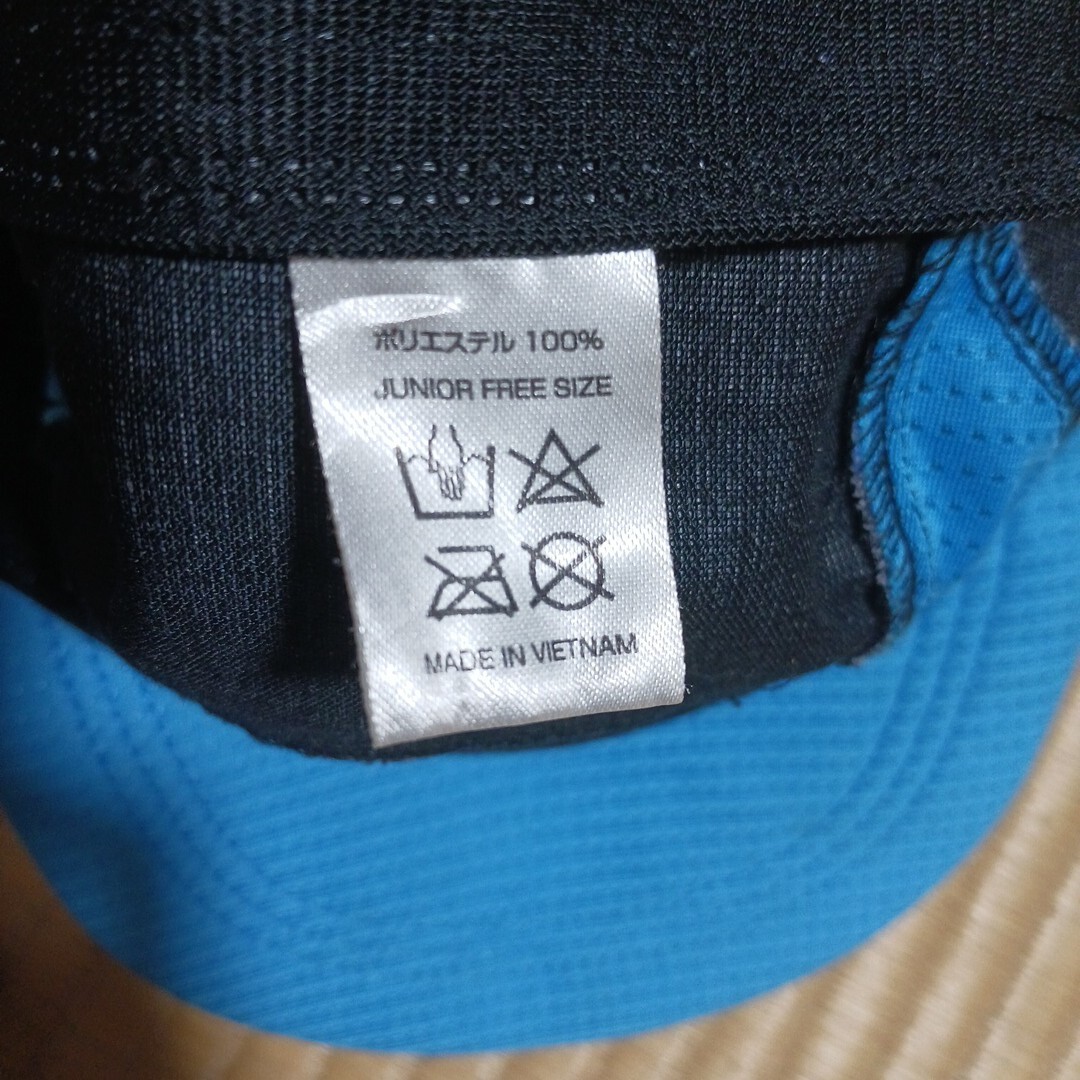 ポリエステル 100%
JUNIOR FREE SIZE
MADE IN VIETNAM